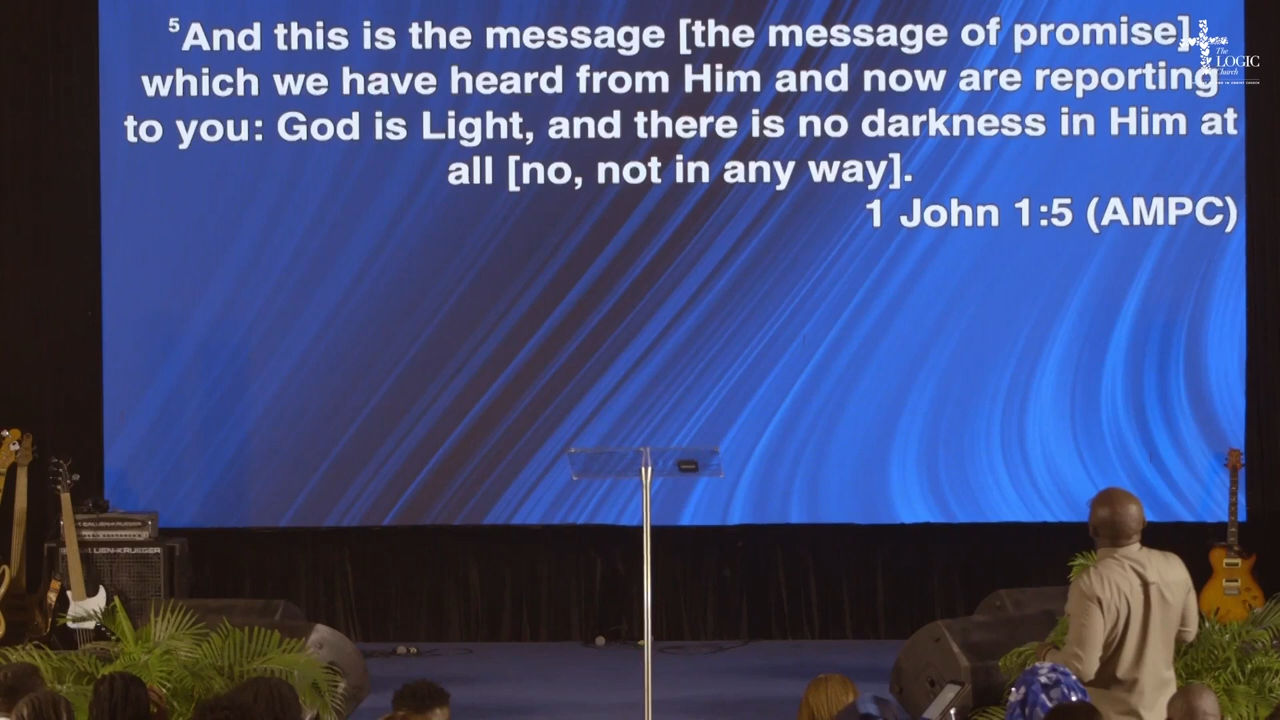 ⁵And this is the message [the message of promise]
which we have heard from Him and now are reporting
to you: God is Light, and there is no darkness in Him at
all [no, not in any way].
1 John 1:5 (AMPC)
The
LOGIC
Church
LIEN-KRUEGER